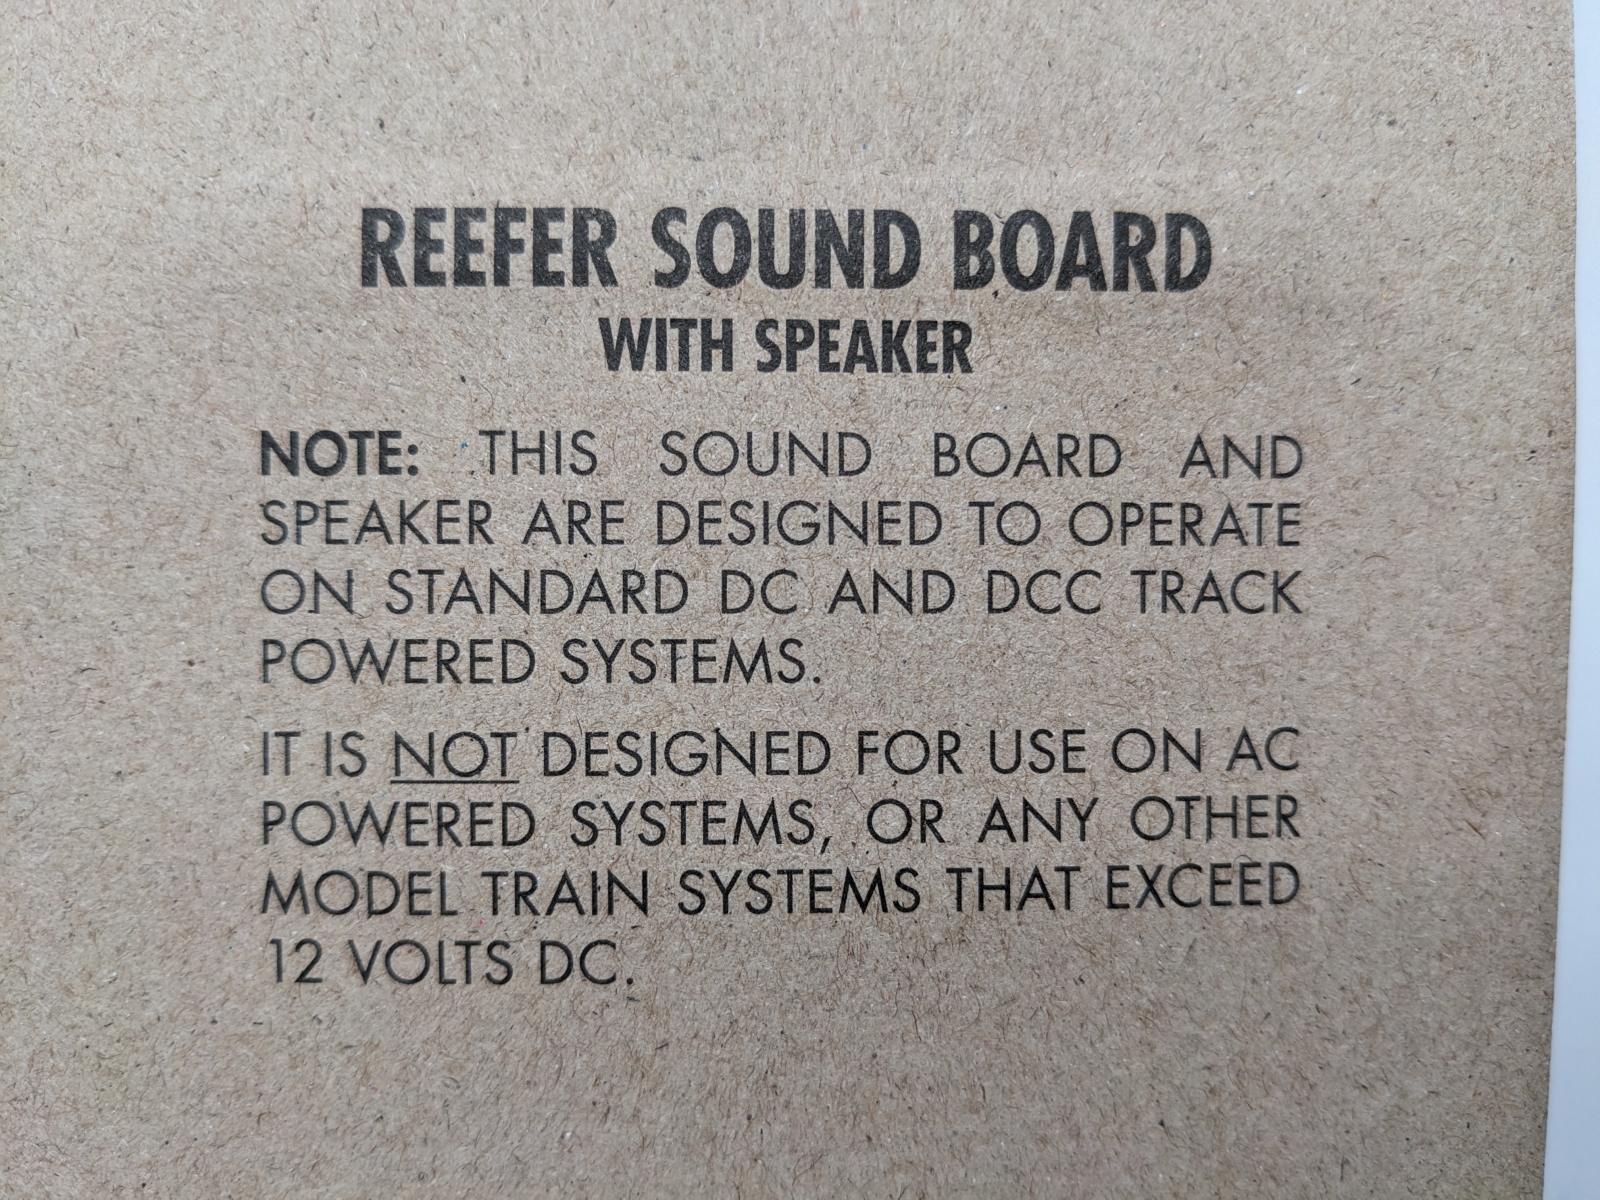 REEFER SOUND BOARD
WITH SPEAKER
NOTE: THIS SOUND BOARD AND
SPEAKER ARE DESIGNED TO OPERATE
ON STANDARD DC AND DCC TRACK
POWERED SYSTEMS.
IT IS NOT DESIGNED FOR USE ON AC
POWERED SYSTEMS, OR ANY OTHER
MODEL TRAIN SYSTEMS THAT EXCEED
12 VOLTS DC.